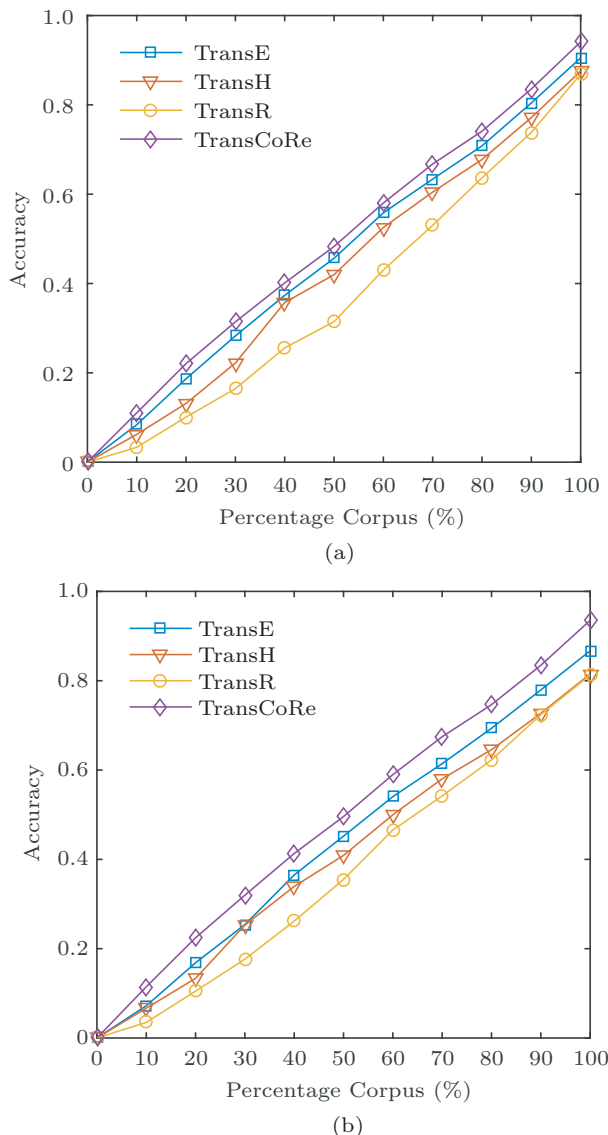 1.0
TransE
TransH
0.8
TransR
TransCoRe
0.6
Accuracy
0.4
0.2
0
0 10 20 30 40 50 60 70 80 90 100
Percentage Corpus (%)
(a)
1.0
TransE
TransH
0.8
TransR
TransCoRe
0.6
Accuracy
0.4
0.2
0
0 10 20 30 40 50 60 70 80 90 100
Percentage Corpus (%)
(b)